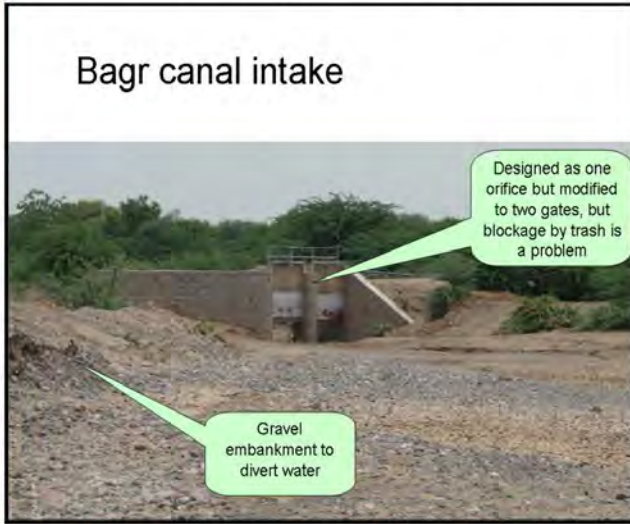 Bagr canal intake
Designed as one
orifice but modified
to two gates, but
blockage by trash is
a problem
Gravel
embankment to
divert water